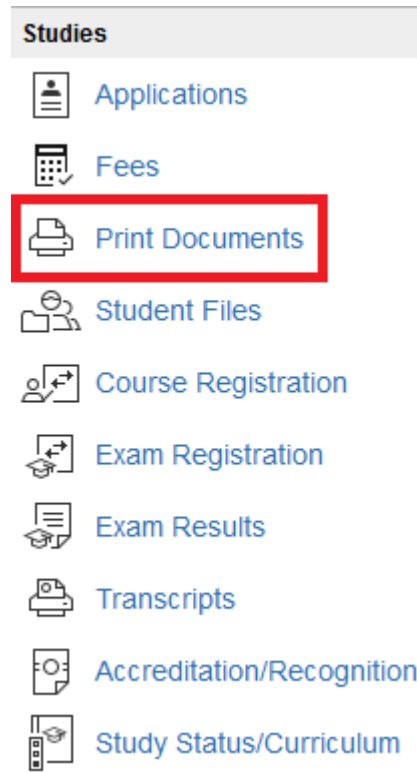 Studies
Applications
Fees
Print Documents
Student Files
Course Registration
Exam Registration
Exam Results
Transcripts
Accreditation/Recognition
Study Status/Curriculum